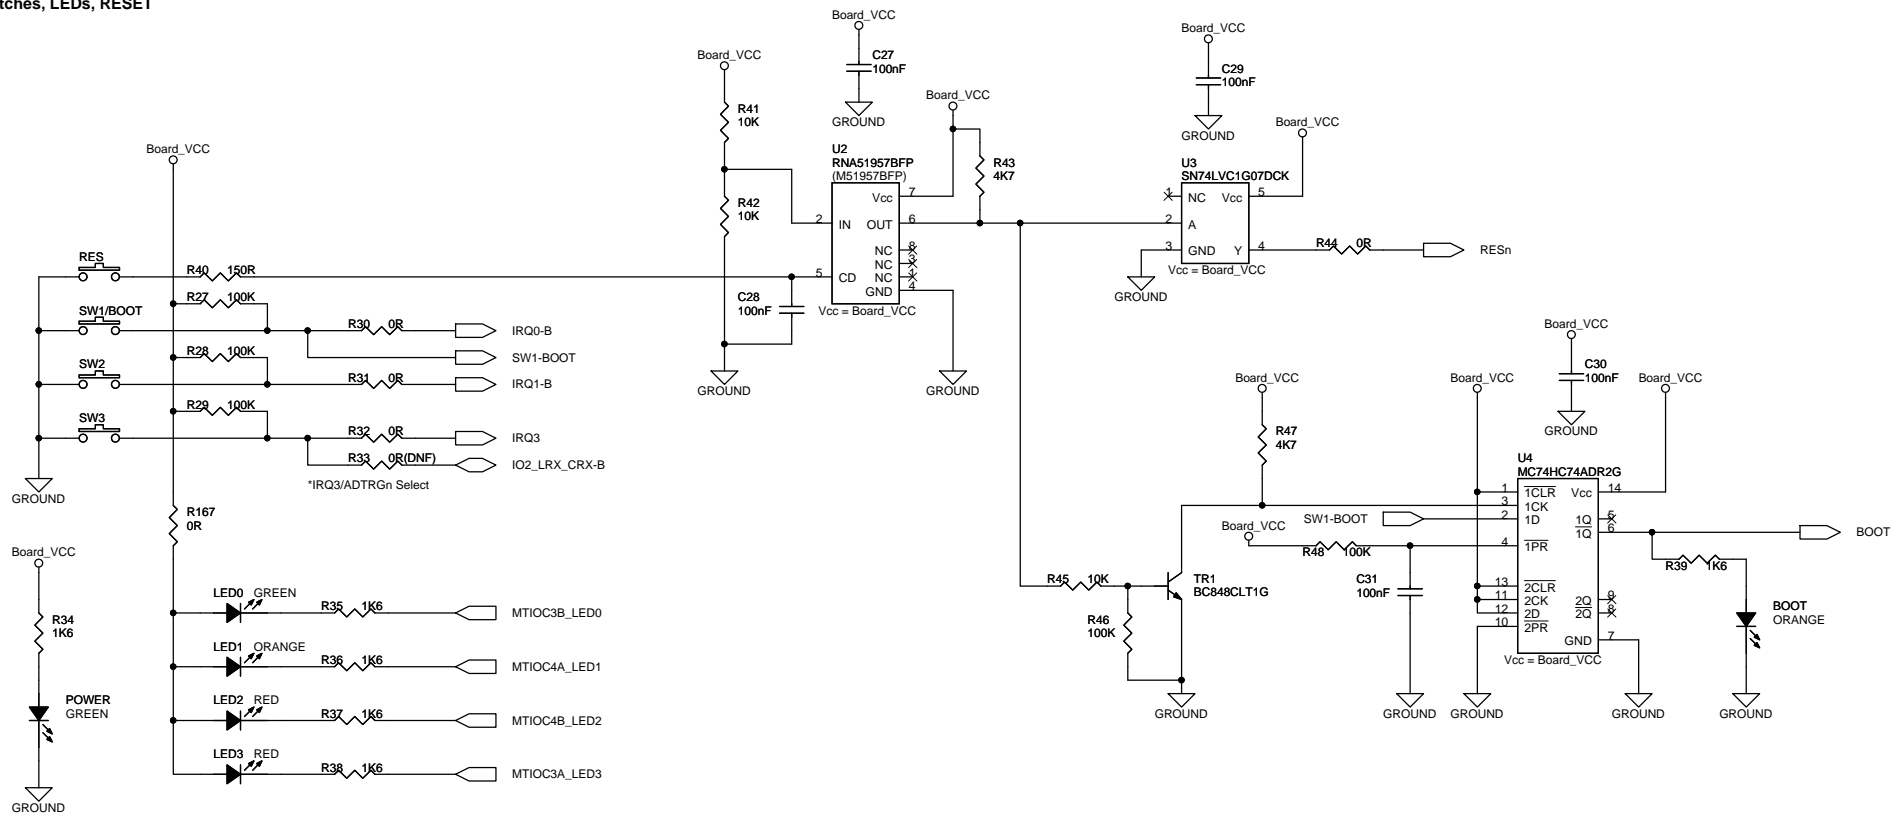 tches, LEDs, RESET
Board_VCC
C27
100nF
GROUND
Board_VCC
C29
100nF
GROUND
Board_VCC
R41
10K
R42
10K
GROUND
Board_VCC
R43
4K7
U2
RNA51957BFP
(M51957BFP)
Vcc 7
2 IN OUT 6
NC 8
NC 3
5 CD NC 1
GND 4
Vcc = Board_VCC
GROUND
C28
100nF
Board_VCC
U3
SN74LVC1G07DCK
1 NC Vcc 5
2 A
3 GND Y 4
Vcc = Board_VCC
GROUND
R44 0R
RESn
Board_VCC
RES
R40 150R
R27 100K
SW1/BOOT
R30 0R
IRQ0-B
SW1-BOOT
R28 100K
SW2
R31 0R
IRQ1-B
R29 100K
SW3
R32 0R
IRQ3
R33 0R(DNF)
IO2_LRX_CRX-B
*IRQ3/ADTRGn Select
GROUND
R167
0R
Board_VCC
R34
1K6
POWER
GREEN
GROUND
LED0 GREEN
R35 1K6
MTIOC3B_LED0
LED1 ORANGE
R36 1K6
MTIOC4A_LED1
LED2 RED
R37 1K6
MTIOC4B_LED2
LED3 RED
R38 1K6
MTIOC3A_LED3
Board_VCC
R47
4K7
R45 10K
R46
100K
TR1
BC848CLT1G
GROUND
Board_VCC
R48 100K
C31
100nF
GROUND
SW1-BOOT
Board_VCC
Board_VCC
C30
100nF
GROUND
Board_VCC
U4
MC74HC74ADR2G
1 1CLR Vcc 14
3 1CK
2 1D 1Q 5
1Q 6
4 1PR
13 2CLR
11 2CK 2Q 9
12 2D 2Q 8
10 2PR
GND 7
Vcc = Board_VCC
GROUND
GROUND
BOOT
R39 1K6
BOOT
ORANGE
GROUND